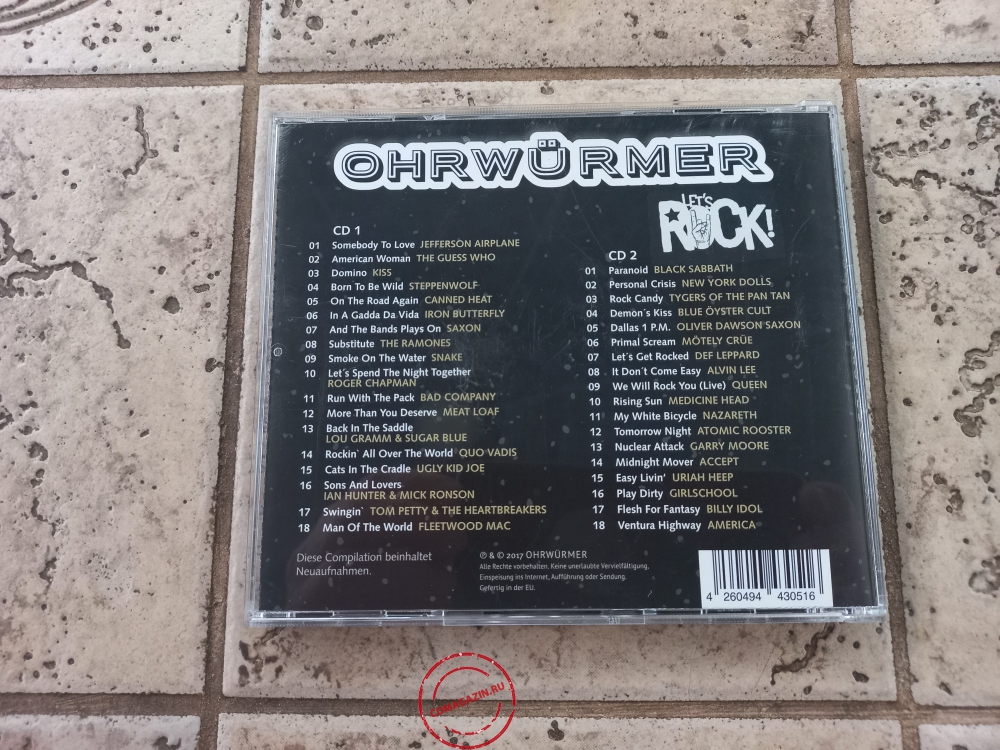 OHRWÜRMER
LET'S
ROCK!
CD 1
01 Somebody To Love JEFFERSON AIRPLANE
02 American Woman THE GUESS WHO
03 Domino KISS
04 Born To Be Wild STEPPENWOLF
05 On The Road Again CANNED HEAT
06 In A Gadda Da Vida IRON BUTTERFLY
07 And The Bands Plays On SAXON
08 Substitute THE RAMONES
09 Smoke On The Water SNAKE
10 Let´s Spend The Night Together
ROGER CHAPMAN
11 Run With The Pack BAD COMPANY
12 More Than You Deserve MEAT LOAF
13 Back In The Saddle
LOU GRAMM & SUGAR BLUE
14 Rockin` All Over The World QUO VADIS
15 Cats In The Cradle UGLY KID JOE
16 Sons And Lovers
IAN HUNTER & MICK RONSON
17 Swingin` TOM PETTY & THE HEARTBREAKERS
18 Man Of The World FLEETWOOD MAC
CD 2
01 Paranoid BLACK SABBATH
02 Personal Crisis NEW YORK DOLLS
03 Rock Candy TYGERS OF THE PAN TAN
04 Demon´s Kiss BLUE ÖYSTER CULT
05 Dallas 1 P.M. OLIVER DAWSON SAXON
06 Primal Scream MÖTELY CRÜE
07 Let´s Get Rocked DEF LEPPARD
08 It Don´t Come Easy ALVIN LEE
09 We Will Rock You (Live) QUEEN
10 Rising Sun MEDICINE HEAD
11 My White Bicycle NAZARETH
12 Tomorrow Night ATOMIC ROOSTER
13 Nuclear Attack GARRY MOORE
14 Midnight Mover ACCEPT
15 Easy Livin' URIAH HEEP
16 Play Dirty GIRLSCHOOL
17 Flesh For Fantasy BILLY IDOL
18 Ventura Highway AMERICA
Diese Compilation beinhaltet
Neuaufnahmen.
℗ & © 2017 OHRWÜRMER
Alle Rechte vorbehalten. Keine unerlaubte Vervielfältigung,
Einspeisung ins Internet, Aufführung oder Sendung.
Gefertig in der EU.
4 260494 430516